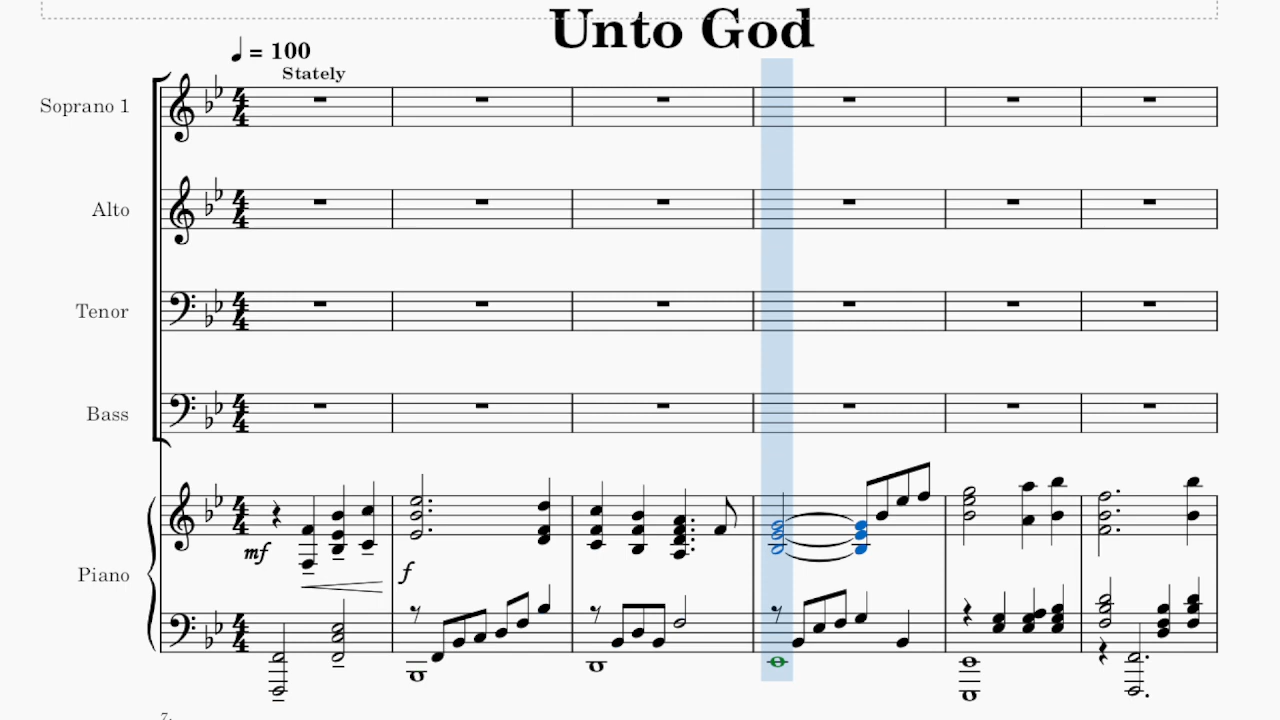 Unto God
♩ = 100
Stately
Soprano 1
Alto
Tenor
Bass
Piano
mf
f